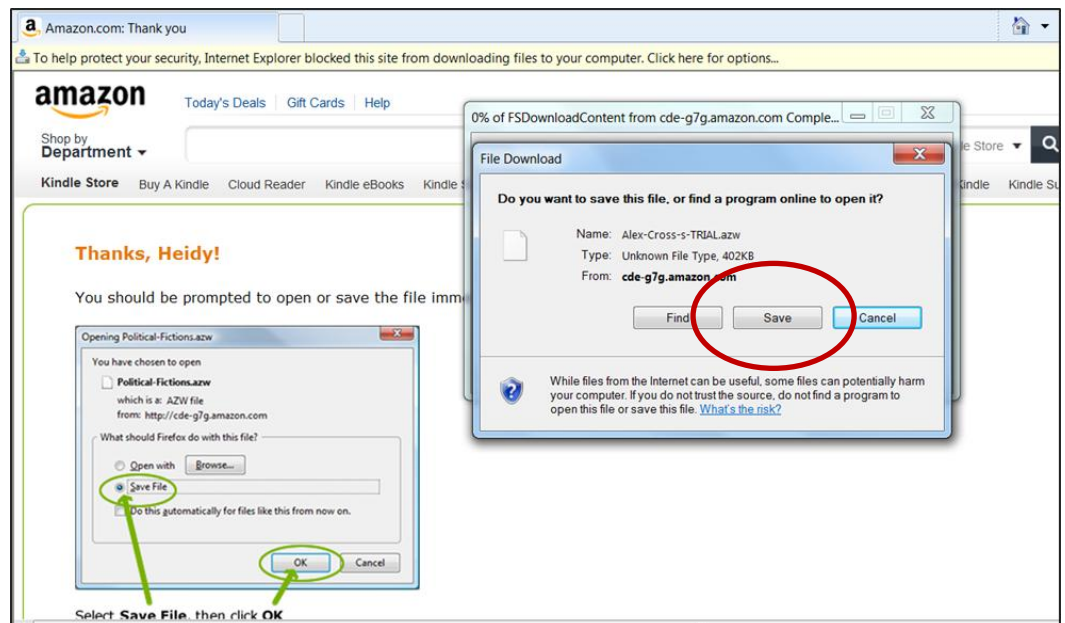 a Amazon.com: Thank you
To help protect your security, Internet Explorer blocked this site from downloading files to your computer. Click here for options...
amazon
Today's Deals Gift Cards Help
Shop by
Department
Kindle Store Buy A Kindle Cloud Reader Kindle eBooks Kindle
Store
Kindle Kindle Su
Thanks, Heidy!
You should be prompted to open or save the file imm
Opening Political-Fictions.azw
You have chosen to open
Political-Fictions.azw
which is a: AZW file
from: http://cde-g7g.amazon.com
What should Firefox do with this file?
Open with Browse...
Save File
Do this automatically for files like this from now on.
OK Cancel
Select Save File, then click OK
0% of FSDownloadContent from cde-g7g.amazon.com Comple...
File Download
Do you want to save this file, or find a program online to open it?
Name: Alex-Cross-s-TRIAL.azw
Type: Unknown File Type, 402KB
From: cde-g7g.amazon.com
Find Save Cancel
While files from the Internet can be useful, some files can potentially harm
your computer. If you do not trust the source, do not find a program to
open this file or save this file. What's the risk?